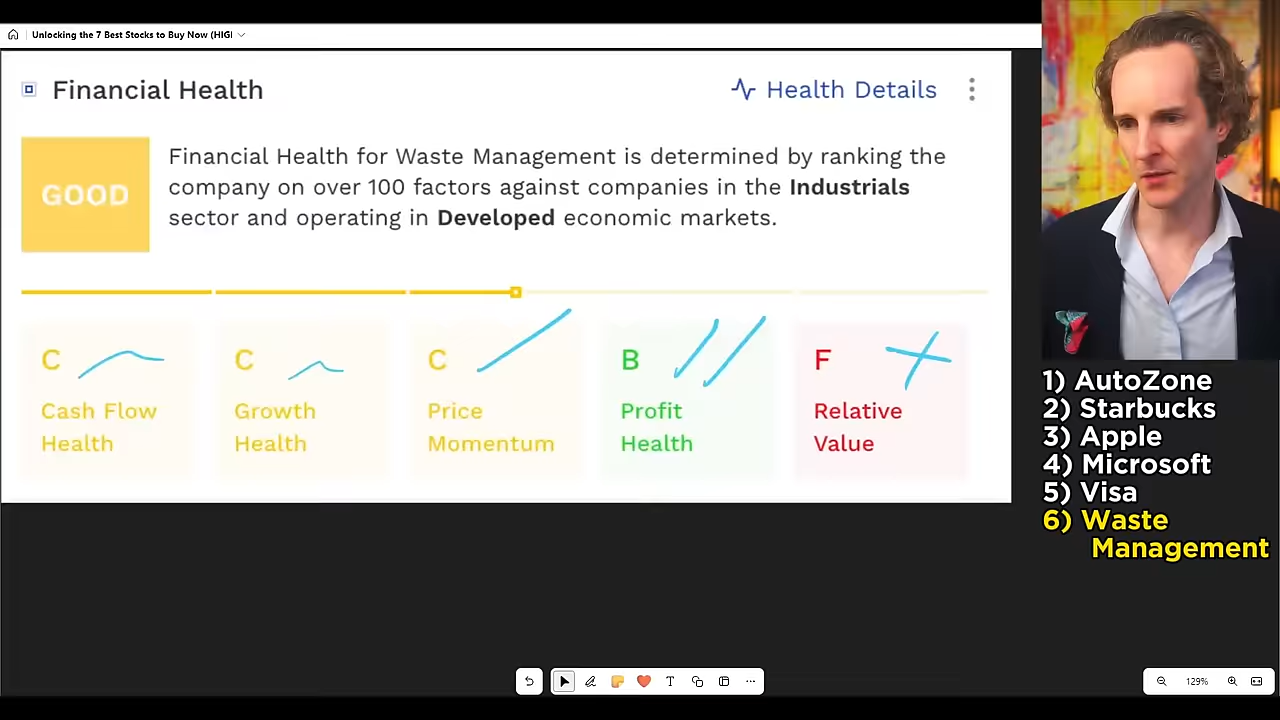 Unlocking the 7 Best Stocks to Buy Now (HIGI
Financial Health
Health Details
GOOD
Financial Health for Waste Management is determined by ranking the
company on over 100 factors against companies in the Industrials
sector and operating in Developed economic markets.
C
Cash Flow
Health
C
Growth
Health
C
Price
Momentum
B
Profit
Health
F
Relative
Value
1) AutoZone
2) Starbucks
3) Apple
4) Microsoft
5) Visa
6) Waste
Management
T
129%